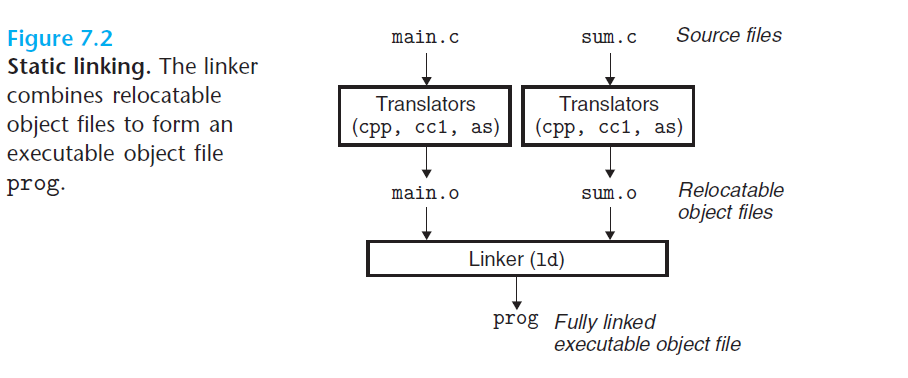 Figure 7.2
Static linking. The linker
combines relocatable
object files to form an
executable object file
prog.
main.c
sum.c
Source files
Translators
(cpp, cc1, as)
Translators
(cpp, cc1, as)
main.o
sum.o
Relocatable
object files
Linker (ld)
prog
Fully linked
executable object file